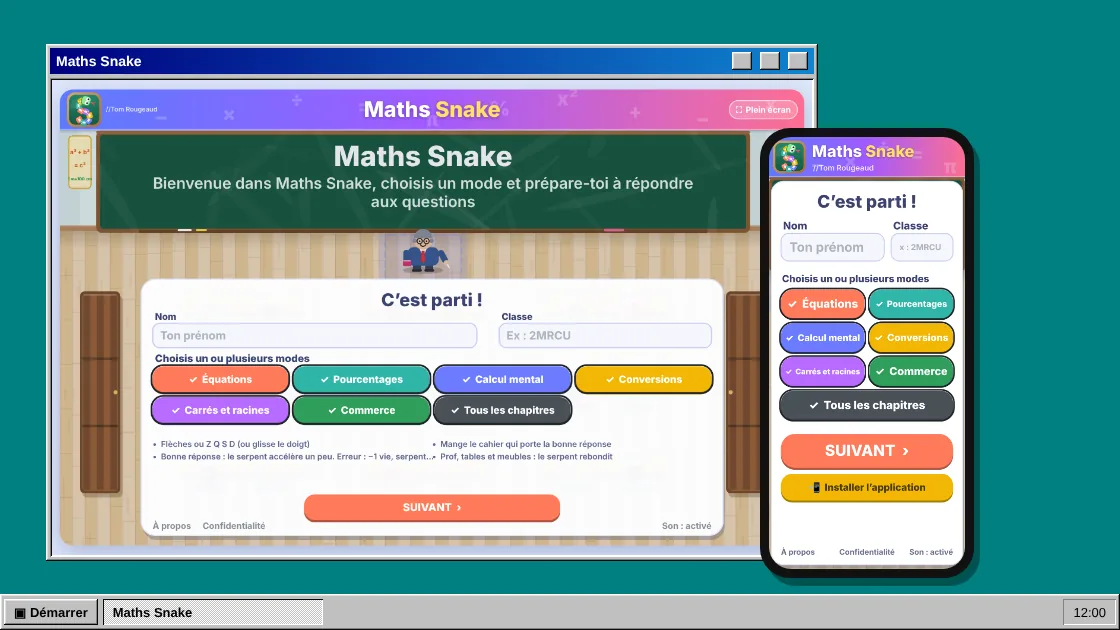 Maths Snake
//Tom Rougeaud
Maths Snake
Plein écran
Maths Snake
Bienvenue dans Maths Snake, choisis un mode et prépare-toi à répondre
aux questions
C'est parti !
Nom
Classe
Ton prénom
Ex : 2MRCU
Choisis un ou plusieurs modes
✓ Équations
✓ Pourcentages
✓ Calcul mental
✓ Conversions
✓ Carrés et racines
✓ Commerce
✓ Tous les chapitres
• Flèches ou Z Q S D (ou glisse le doigt)
• Mange le cahier qui porte la bonne réponse
• Bonne réponse : le serpent accélère un peu. Erreur : −1 vie, serpent…
• Prof, tables et meubles : le serpent rebondit
SUIVANT ›
À propos
Confidentialité
Son : activé
Maths Snake
//Tom Rougeaud
C'est parti !
Nom
Classe
Ton prénom
x : 2MRCU
Choisis un ou plusieurs modes
✓ Équations
✓ Pourcentages
✓ Calcul mental
✓ Conversions
✓ Carrés et racines
✓ Commerce
✓ Tous les chapitres
SUIVANT ›
Installer l'application
À propos
Confidentialité
Son : activé
Démarrer
Maths Snake
12:00